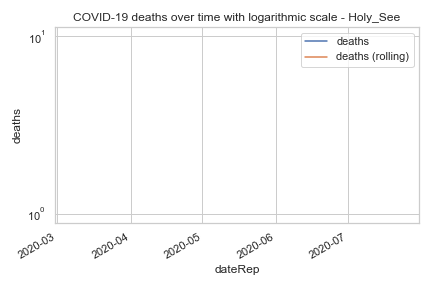 COVID-19 deaths over time with logarithmic scale - Holy_See
deaths
deaths (rolling)
10¹
10⁰
deaths
2020-03
2020-04
2020-05
2020-06
2020-07
dateRep